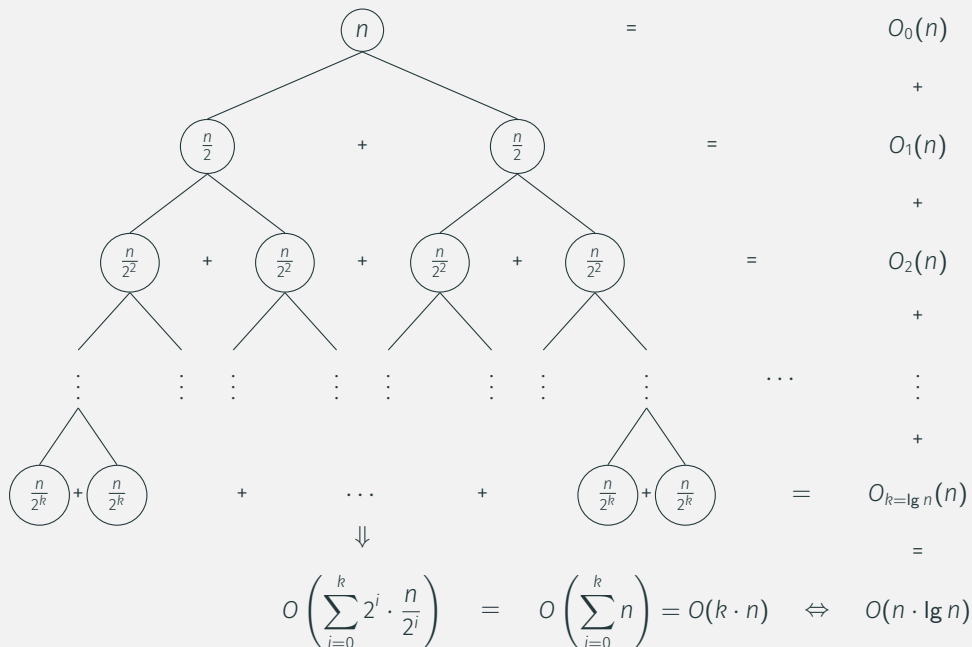 n = O₀(n)
+
n/2 + n/2 = O₁(n)
+
n/2² + n/2² + n/2² + n/2² = O₂(n)
+
⋮ ⋮ ⋮ ⋮ ⋮ ⋮ ⋮ ⋮ ⋯ ⋮
+
n/2ᵏ + n/2ᵏ + ⋯ + n/2ᵏ + n/2ᵏ = O_{k=lg n}(n)
⇓ =
O(∑_{i=0}^{k} 2ⁱ · n/2ⁱ) = O(∑_{i=0}^{k} n) = O(k · n) ⇔ O(n · lg n)